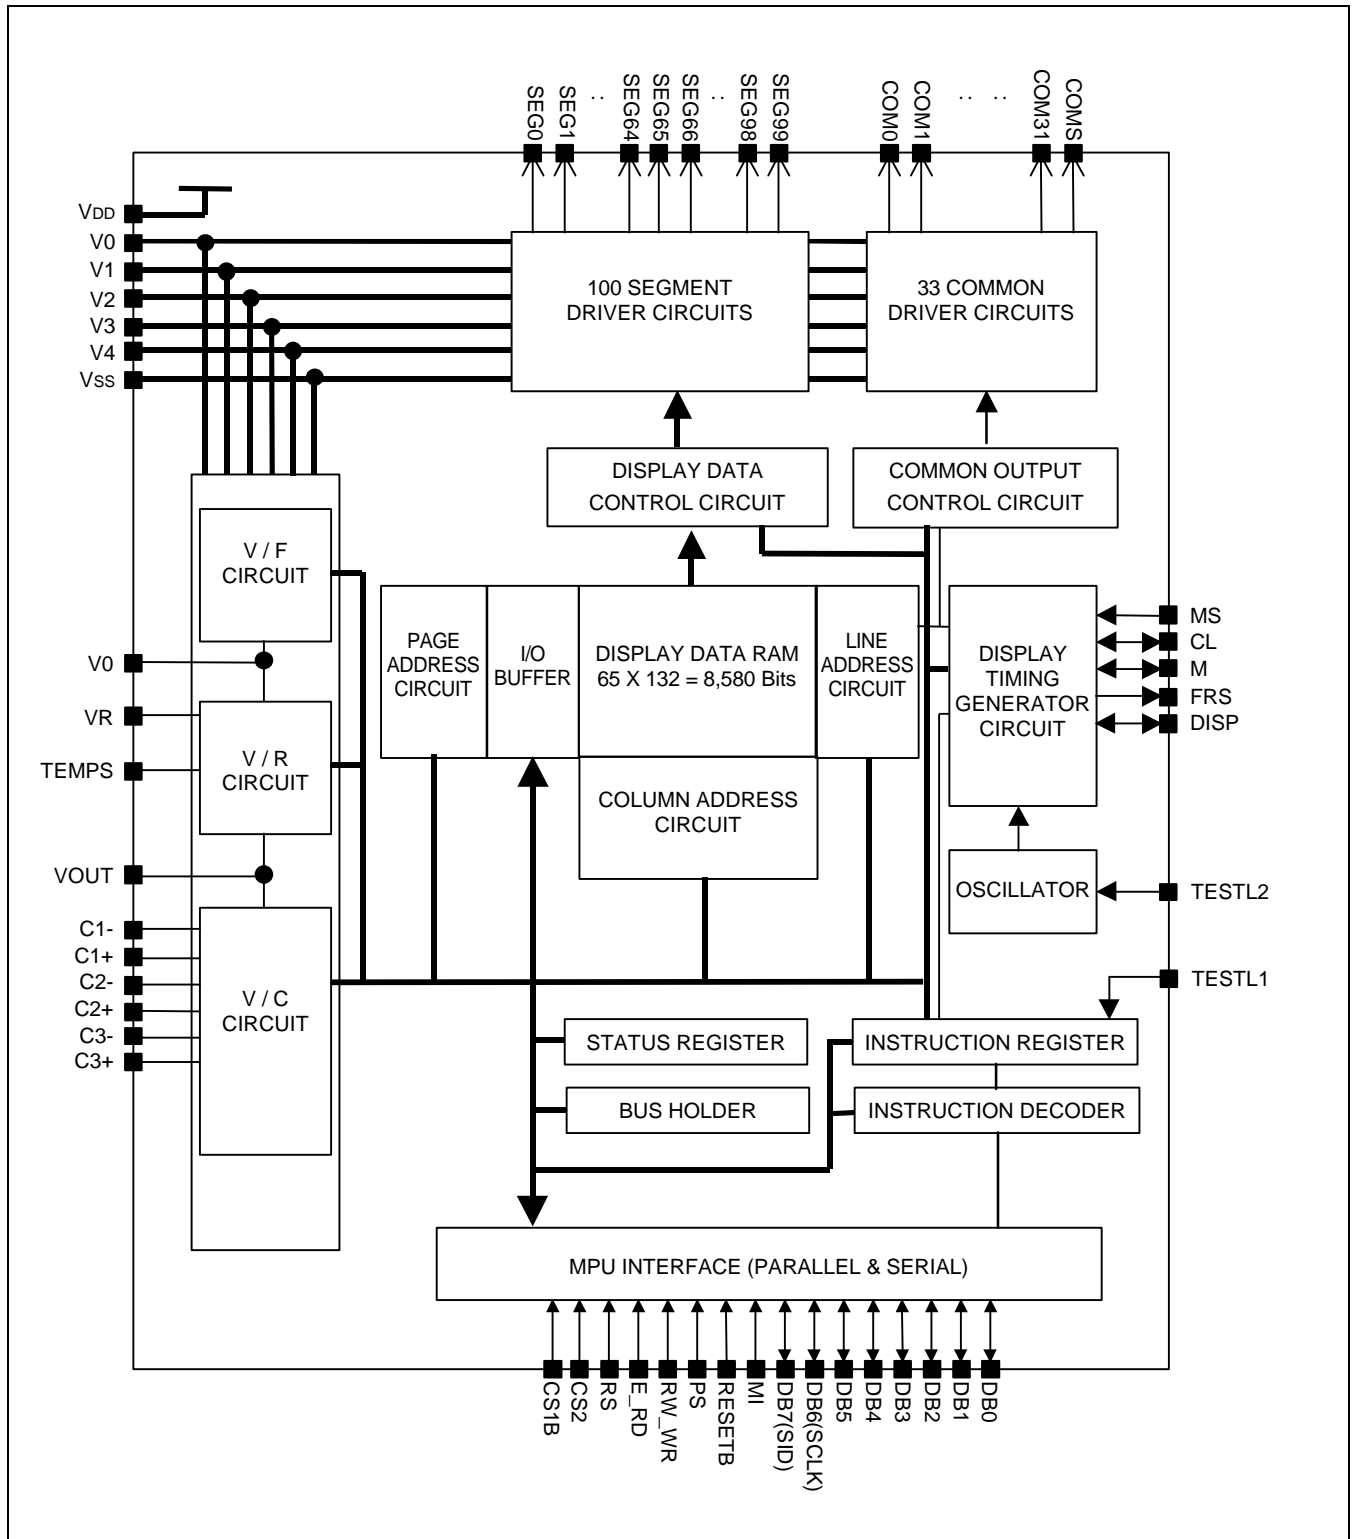 SEG0
SEG1
. .
SEG64
SEG65
SEG66
. .
SEG98
SEG99
COM0
COM1
. .
. .
COM31
COMS
VDD
V0
V1
V2
V3
V4
VSS
100 SEGMENT
DRIVER CIRCUITS
33 COMMON
DRIVER CIRCUITS
DISPLAY DATA
CONTROL CIRCUIT
COMMON OUTPUT
CONTROL CIRCUIT
V / F
CIRCUIT
V0
VR
TEMPS
V / R
CIRCUIT
VOUT
C1-
C1+
C2-
C2+
C3-
C3+
V / C
CIRCUIT
PAGE
ADDRESS
CIRCUIT
I/O
BUFFER
DISPLAY DATA RAM
65 X 132 = 8,580 Bits
LINE
ADDRESS
CIRCUIT
COLUMN ADDRESS
CIRCUIT
DISPLAY
TIMING
GENERATOR
CIRCUIT
MS
CL
M
FRS
DISP
OSCILLATOR
TESTL2
TESTL1
STATUS REGISTER
INSTRUCTION REGISTER
BUS HOLDER
INSTRUCTION DECODER
MPU INTERFACE (PARALLEL & SERIAL)
CS1B
CS2
RS
E_RD
RW_WR
PS
RESETB
MI
DB7(SID)
DB6(SCLK)
DB5
DB4
DB3
DB2
DB1
DB0